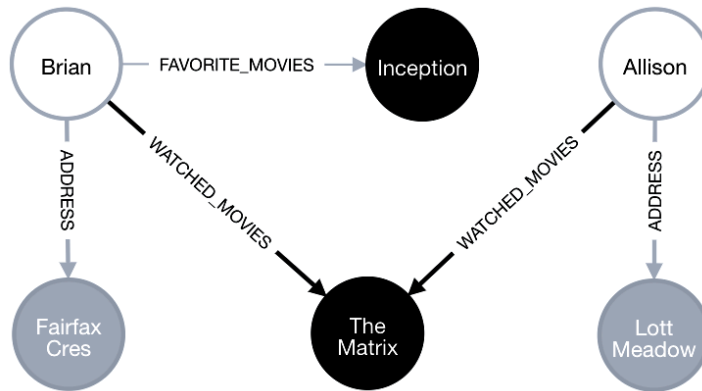 Brian
FAVORITE_MOVIES
Inception
Allison
ADDRESS
WATCHED_MOVIES
WATCHED_MOVIES
ADDRESS
Fairfax
Cres
The
Matrix
Lott
Meadow